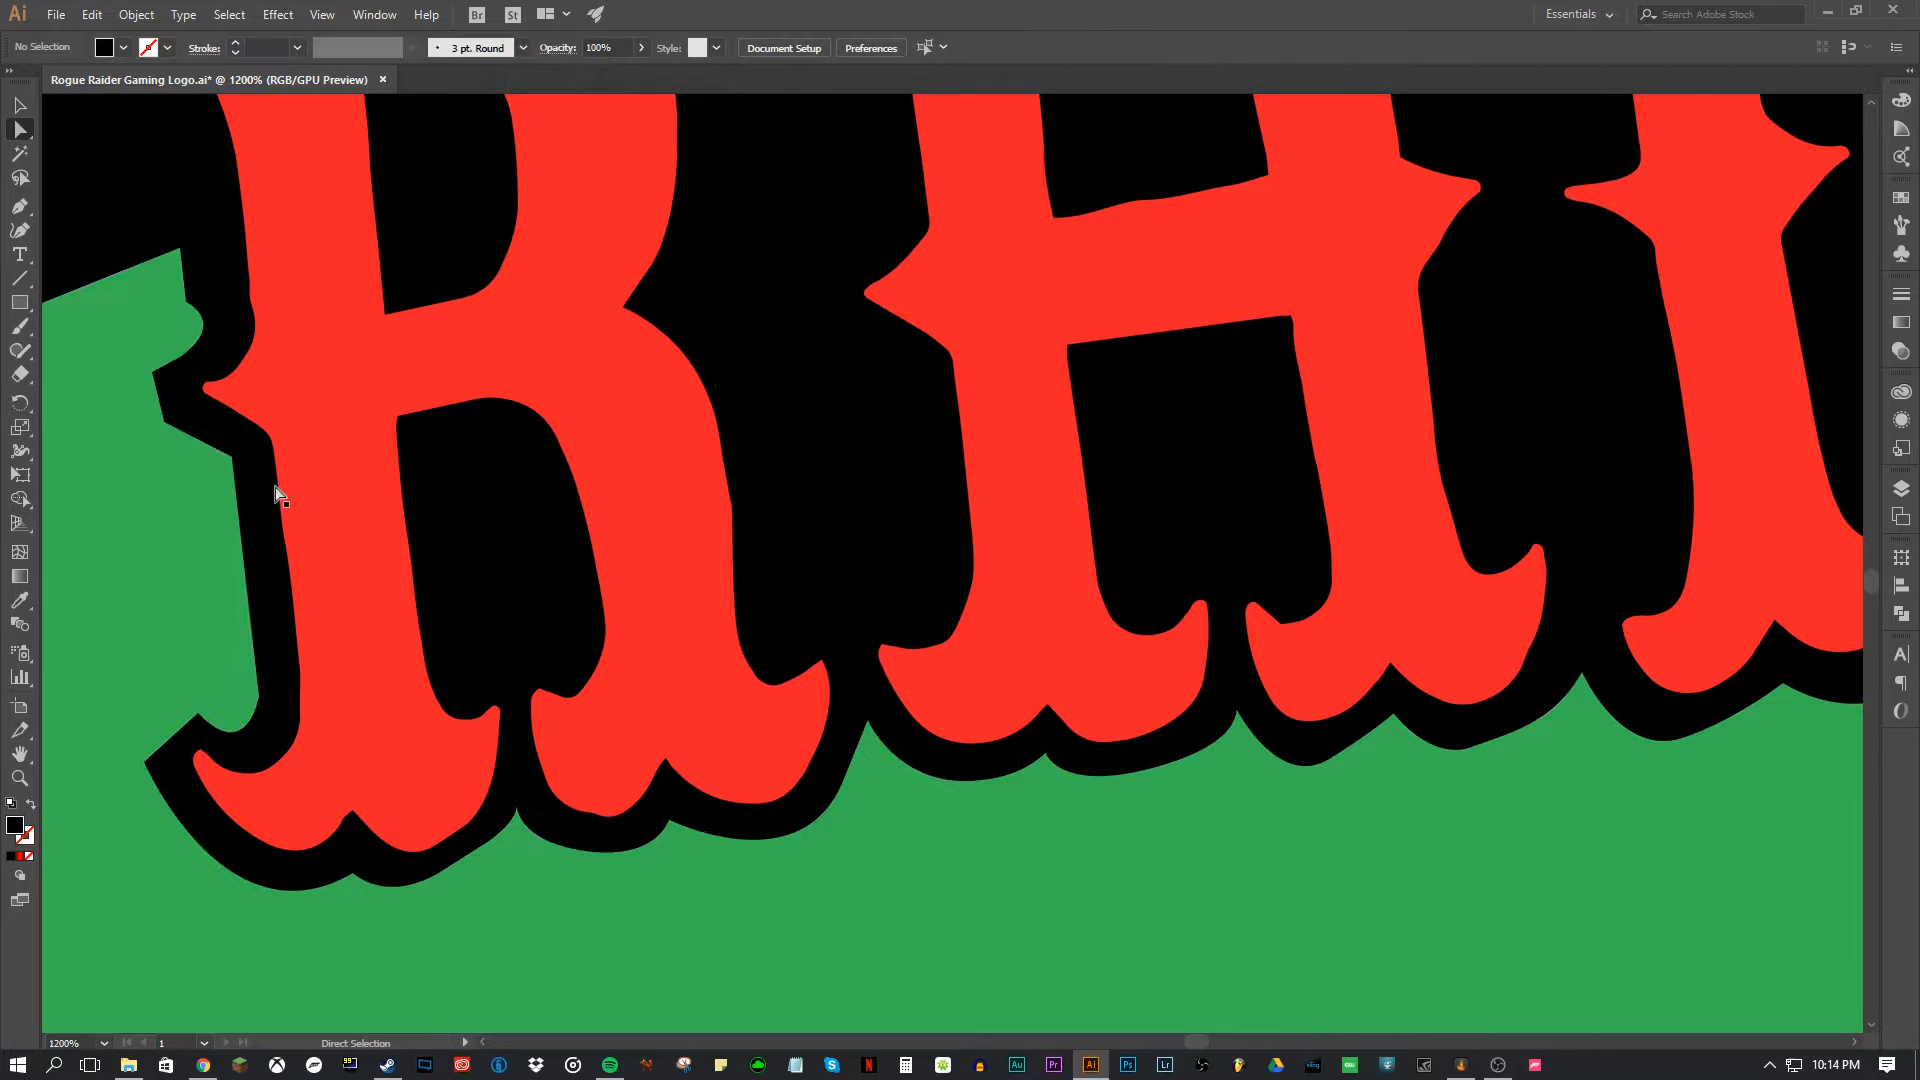 Ai File Edit Object Type Select Effect View Window Help Br St Essentials Search Adobe Stock
No Selection Stroke: 3 pt. Round Opacity: 100% Style: Document Setup Preferences
Rogue Raider Gaming Logo.ai* @ 1200% (RGB/GPU Preview)
1200% 1 Direct Selection
10:14 PM